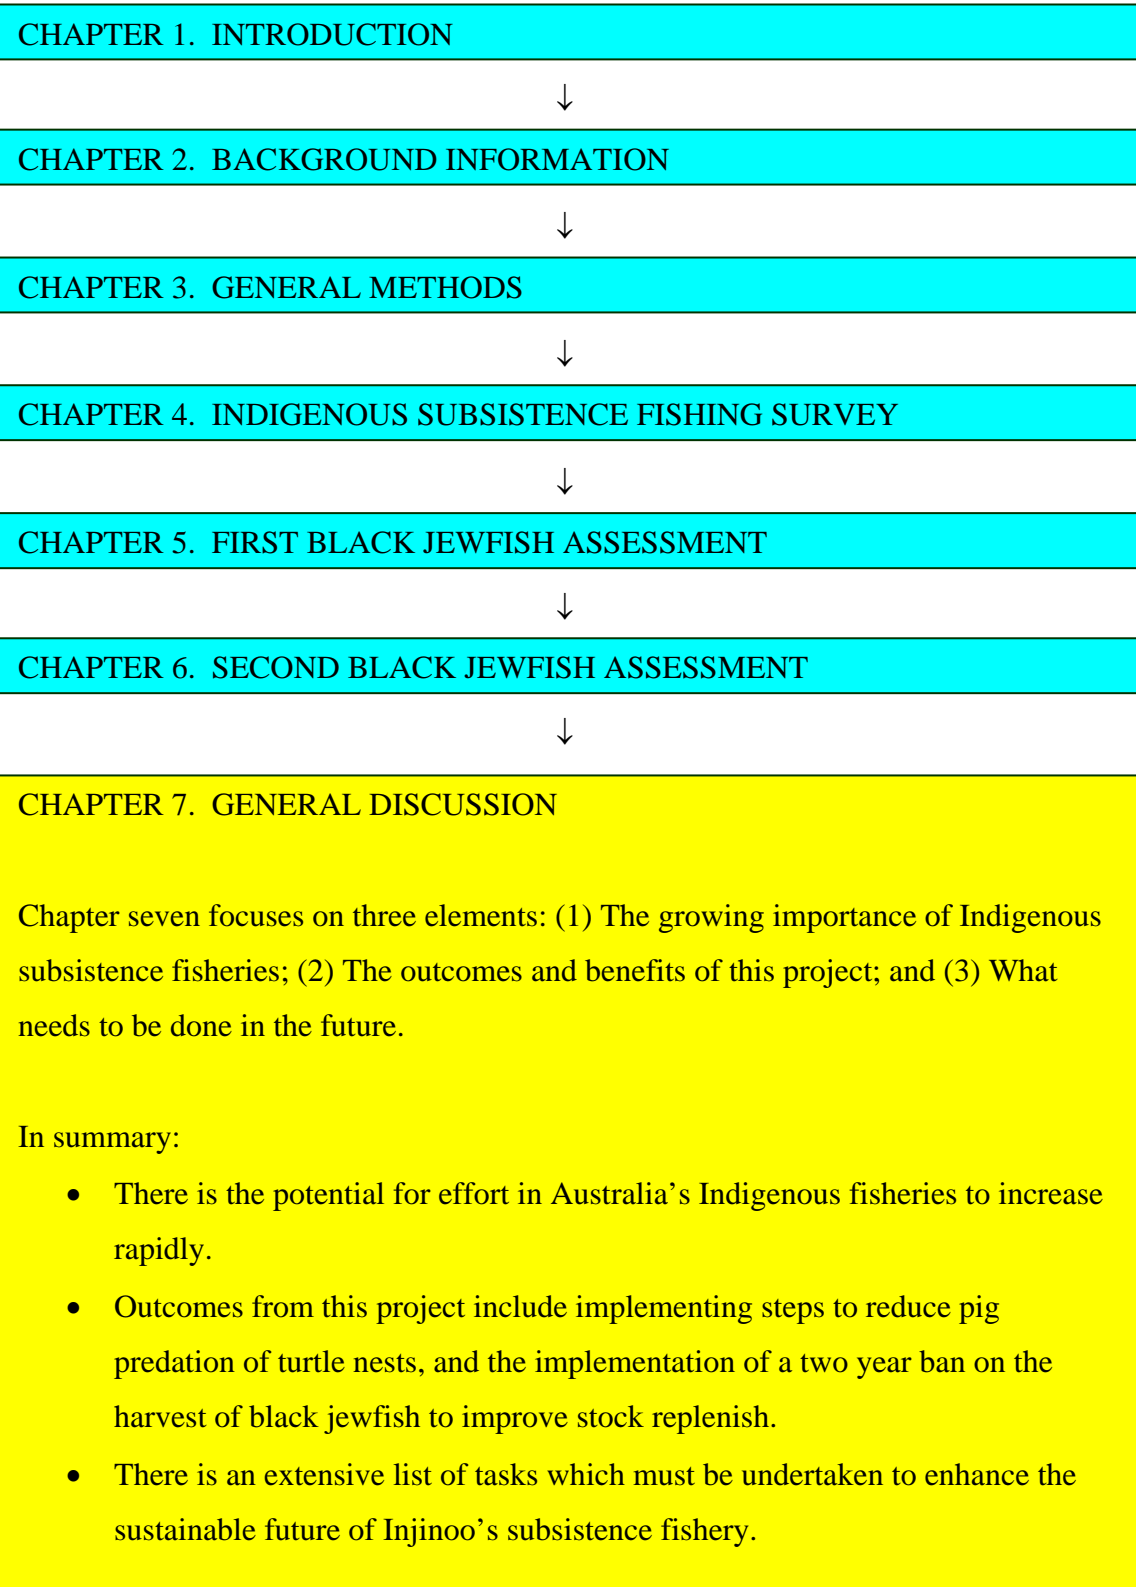 CHAPTER 1.  INTRODUCTION
↓
CHAPTER 2.  BACKGROUND INFORMATION
↓
CHAPTER 3.  GENERAL METHODS
↓
CHAPTER 4.  INDIGENOUS SUBSISTENCE FISHING SURVEY
↓
CHAPTER 5.  FIRST BLACK JEWFISH ASSESSMENT
↓
CHAPTER 6.  SECOND BLACK JEWFISH ASSESSMENT
↓
CHAPTER 7.  GENERAL DISCUSSION
Chapter seven focuses on three elements: (1) The growing importance of Indigenous
subsistence fisheries; (2) The outcomes and benefits of this project; and (3) What
needs to be done in the future.
In summary:
• There is the potential for effort in Australia’s Indigenous fisheries to increase
rapidly.
• Outcomes from this project include implementing steps to reduce pig
predation of turtle nests, and the implementation of a two year ban on the
harvest of black jewfish to improve stock replenish.
• There is an extensive list of tasks which must be undertaken to enhance the
sustainable future of Injinoo’s subsistence fishery.